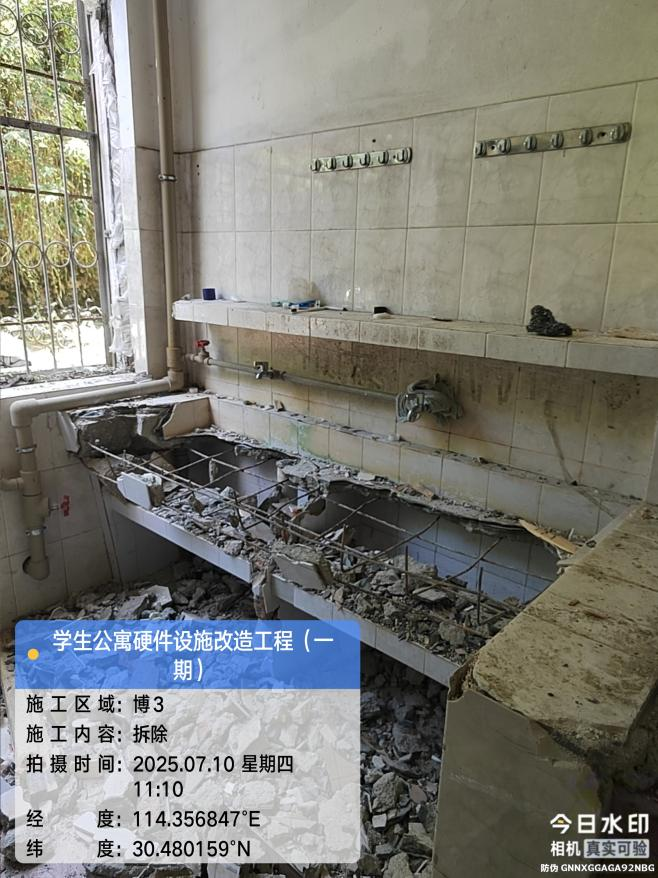 学生公寓硬件设施改造工程（一
期）
施工区域：博3
施工内容：拆除
拍摄时间：2025.07.10 星期四
11:10
经度：114.356847°E
纬度：30.480159°N
今日水印
相机 真实可验
防伪 GNNXGGAGA92NBG